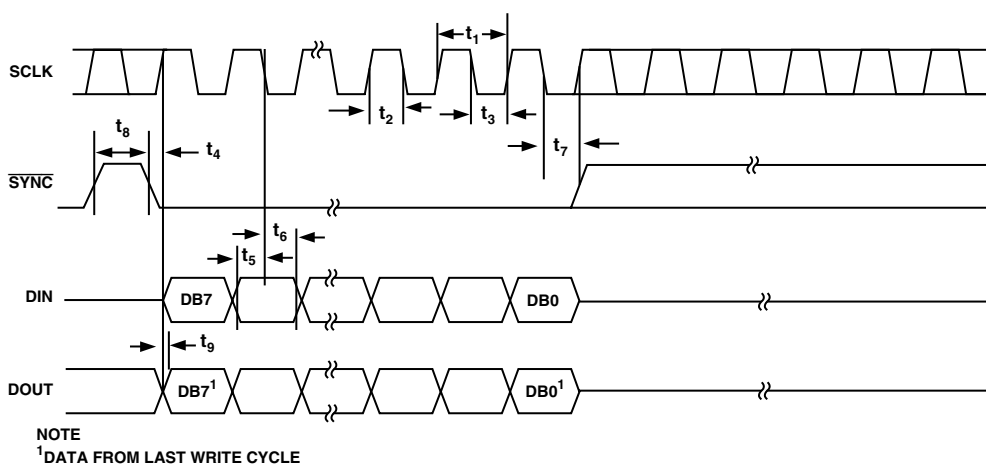 t1
SCLK
t2
t3
t8
t4
t7
SYNC
t6
t5
DIN
DB7
DB0
t9
DOUT
DB7¹
DB0¹
NOTE
¹DATA FROM LAST WRITE CYCLE